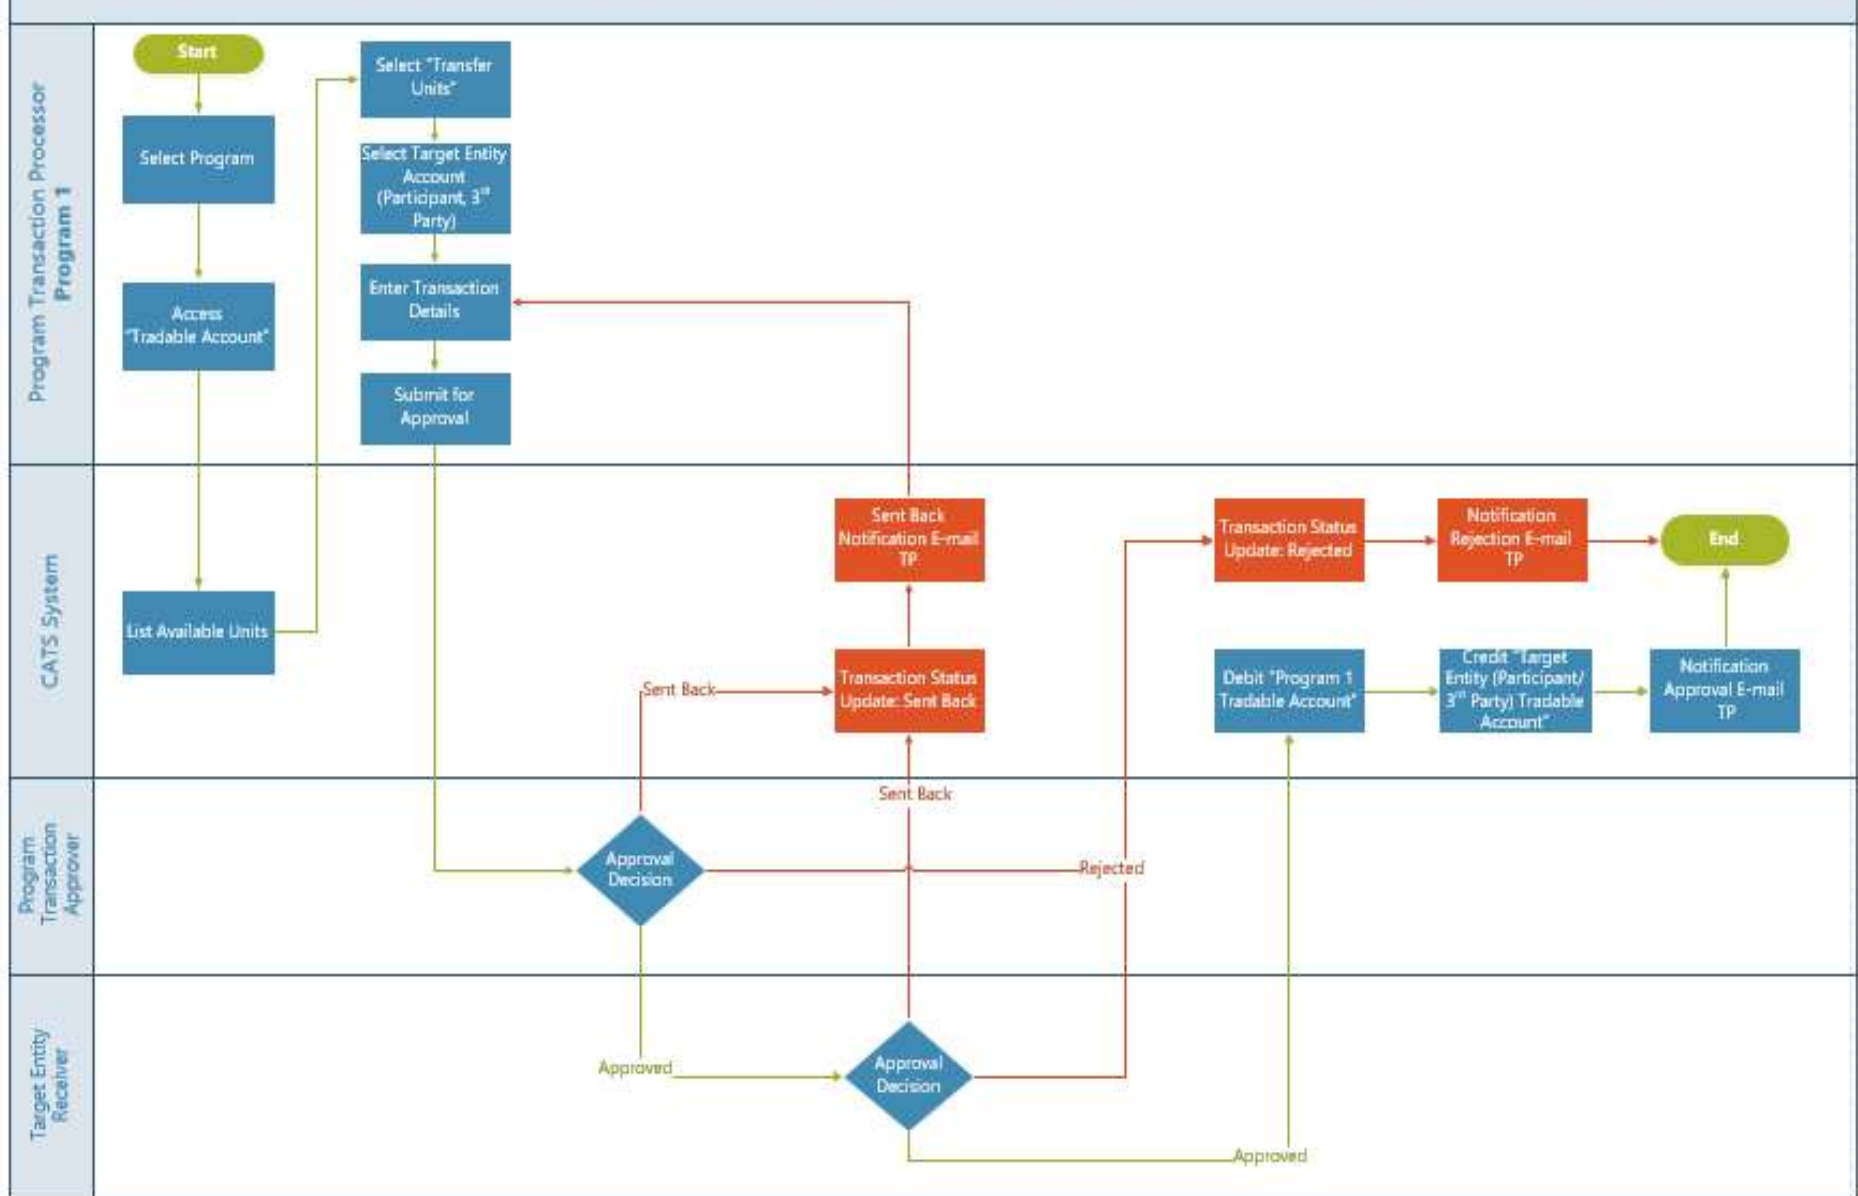 Program Transaction Processor
Program 1
Start
Select Program
Access
"Tradable Account"
Select "Transfer
Units"
Select Target Entity
Account
(Participant, 3rd
Party)
Enter Transaction
Details
Submit for
Approval
CATS System
List Available Units
Sent Back
Notification E-mail
TP
Transaction Status
Update: Rejected
Notification
Rejection E-mail
TP
End
Sent Back
Transaction Status
Update: Sent Back
Debit "Program 1
Tradable Account"
Credit "Target
Entity (Participant/
3rd Party) Tradable
Account"
Notification
Approval E-mail
TP
Program
Transaction
Approver
Sent Back
Approval
Decision
Rejected
Target Entity
Receiver
Approved
Approval
Decision
Approved